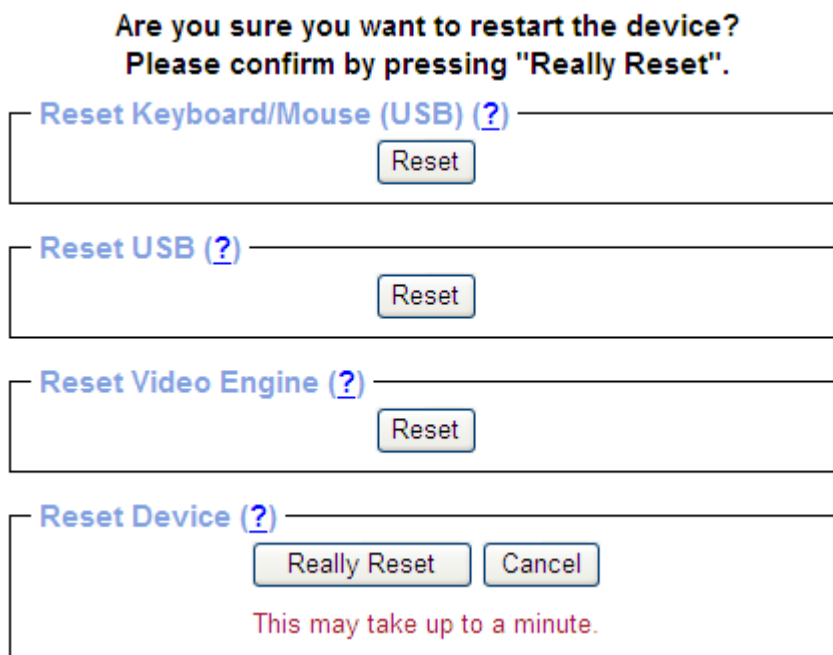 Are you sure you want to restart the device?
Please confirm by pressing "Really Reset".
Reset Keyboard/Mouse (USB) (?)
Reset
Reset USB (?)
Reset
Reset Video Engine (?)
Reset
Reset Device (?)
Really Reset Cancel
This may take up to a minute.